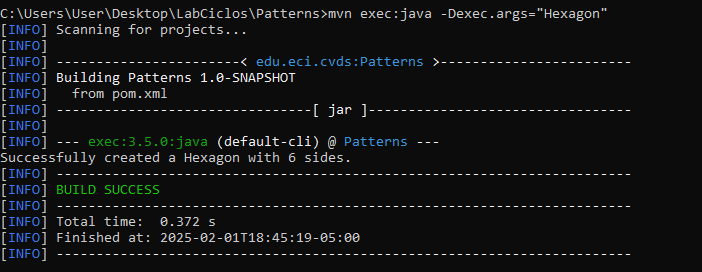 C:\Users\User\Desktop\LabCiclos\Patterns>mvn exec:java -Dexec.args="Hexagon"
[INFO] Scanning for projects...
[INFO]
[INFO] -----------------------< edu.eci.cvds:Patterns >------------------------
[INFO] Building Patterns 1.0-SNAPSHOT
[INFO]   from pom.xml
[INFO] --------------------------------[ jar ]---------------------------------
[INFO]
[INFO] --- exec:3.5.0:java (default-cli) @ Patterns ---
Successfully created a Hexagon with 6 sides.
[INFO] ------------------------------------------------------------------------
[INFO] BUILD SUCCESS
[INFO] ------------------------------------------------------------------------
[INFO] Total time:  0.372 s
[INFO] Finished at: 2025-02-01T18:45:19-05:00
[INFO] ------------------------------------------------------------------------